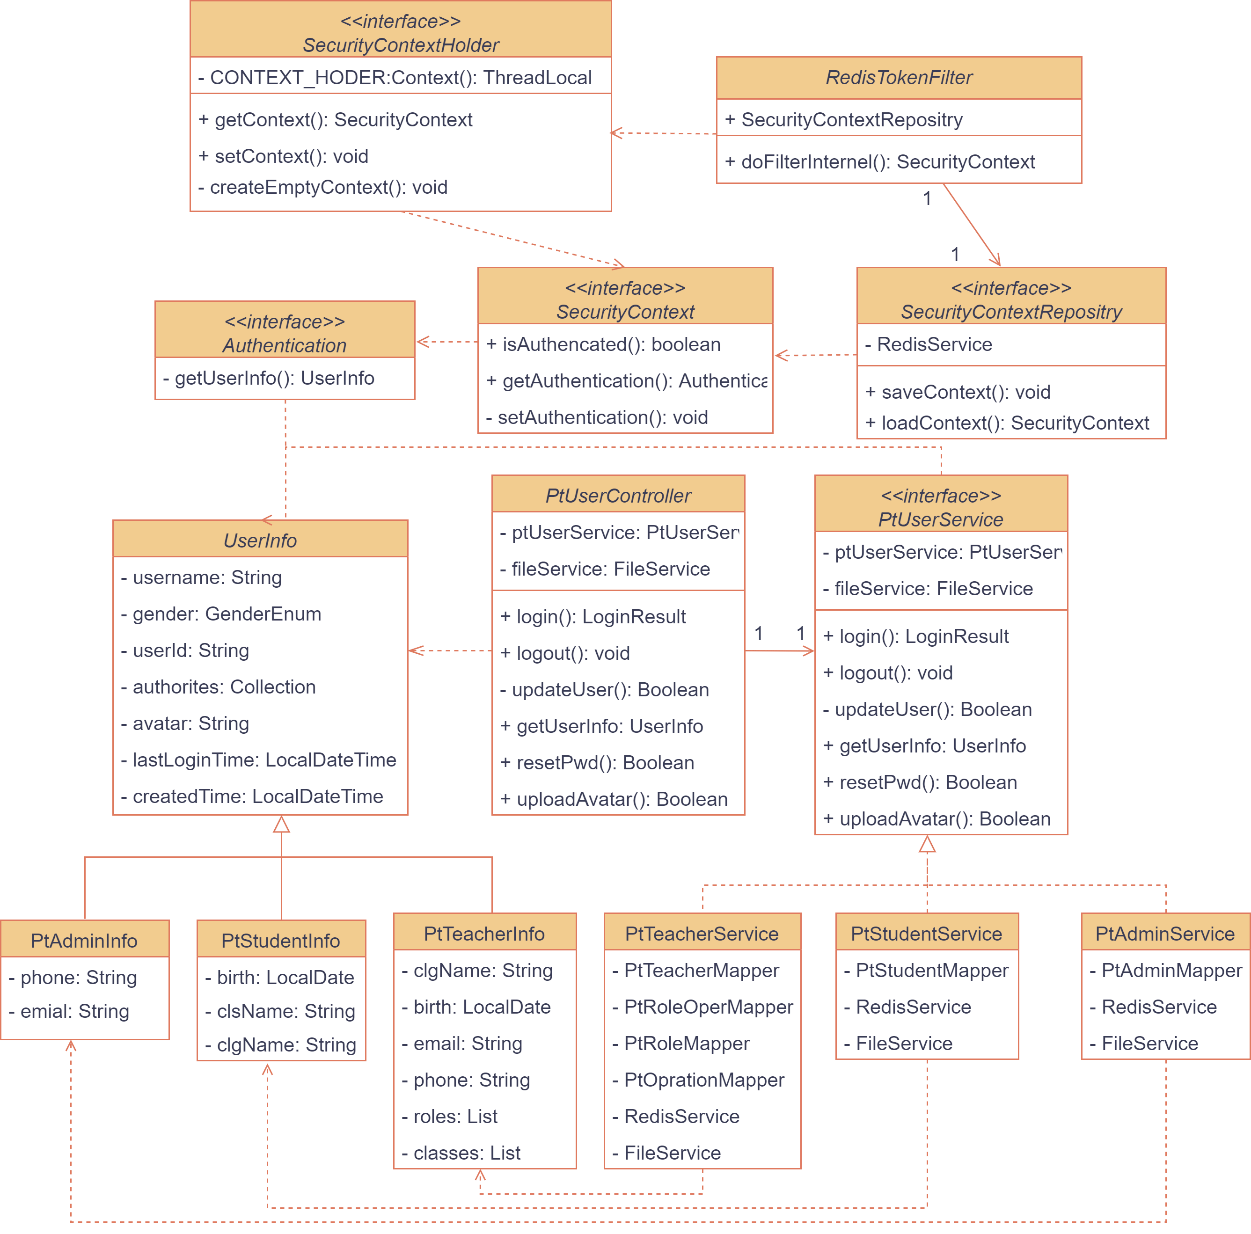 <<interface>>
SecurityContextHolder
- CONTEXT_HODER:Context(): ThreadLocal
+ getContext(): SecurityContext
+ setContext(): void
- createEmptyContext(): void
RedisTokenFilter
+ SecurityContextRepositry
+ doFilterInternel(): SecurityContext
1
1
<<interface>>
Authentication
- getUserInfo(): UserInfo
<<interface>>
SecurityContext
+ isAuthencated(): boolean
+ getAuthentication(): Authentica
- setAuthentication(): void
<<interface>>
SecurityContextRepositry
- RedisService
+ saveContext(): void
+ loadContext(): SecurityContext
UserInfo
- username: String
- gender: GenderEnum
- userId: String
- authorites: Collection
- avatar: String
- lastLoginTime: LocalDateTime
- createdTime: LocalDateTime
PtUserController
- ptUserService: PtUserSer
- fileService: FileService
+ login(): LoginResult
+ logout(): void
- updateUser(): Boolean
+ getUserInfo: UserInfo
+ resetPwd(): Boolean
+ uploadAvatar(): Boolean
1 1
<<interface>>
PtUserService
- ptUserService: PtUserSer
- fileService: FileService
+ login(): LoginResult
+ logout(): void
- updateUser(): Boolean
+ getUserInfo: UserInfo
+ resetPwd(): Boolean
+ uploadAvatar(): Boolean
PtAdminInfo
- phone: String
- emial: String
PtStudentInfo
- birth: LocalDate
- clsName: String
- clgName: String
PtTeacherInfo
- clgName: String
- birth: LocalDate
- email: String
- phone: String
- roles: List
- classes: List
PtTeacherService
- PtTeacherMapper
- PtRoleOperMapper
- PtRoleMapper
- PtOprationMapper
- RedisService
- FileService
PtStudentService
- PtStudentMapper
- RedisService
- FileService
PtAdminService
- PtAdminMapper
- RedisService
- FileService